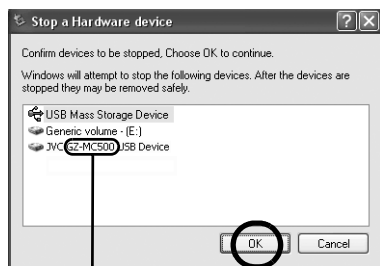 Stop a Hardware device
Confirm devices to be stopped, Choose OK to continue.
Windows will attempt to stop the following devices. After the devices are
stopped they may be removed safely.
USB Mass Storage Device
Generic volume - (E:)
JVC GZ-MC500 USB Device
OK Cancel